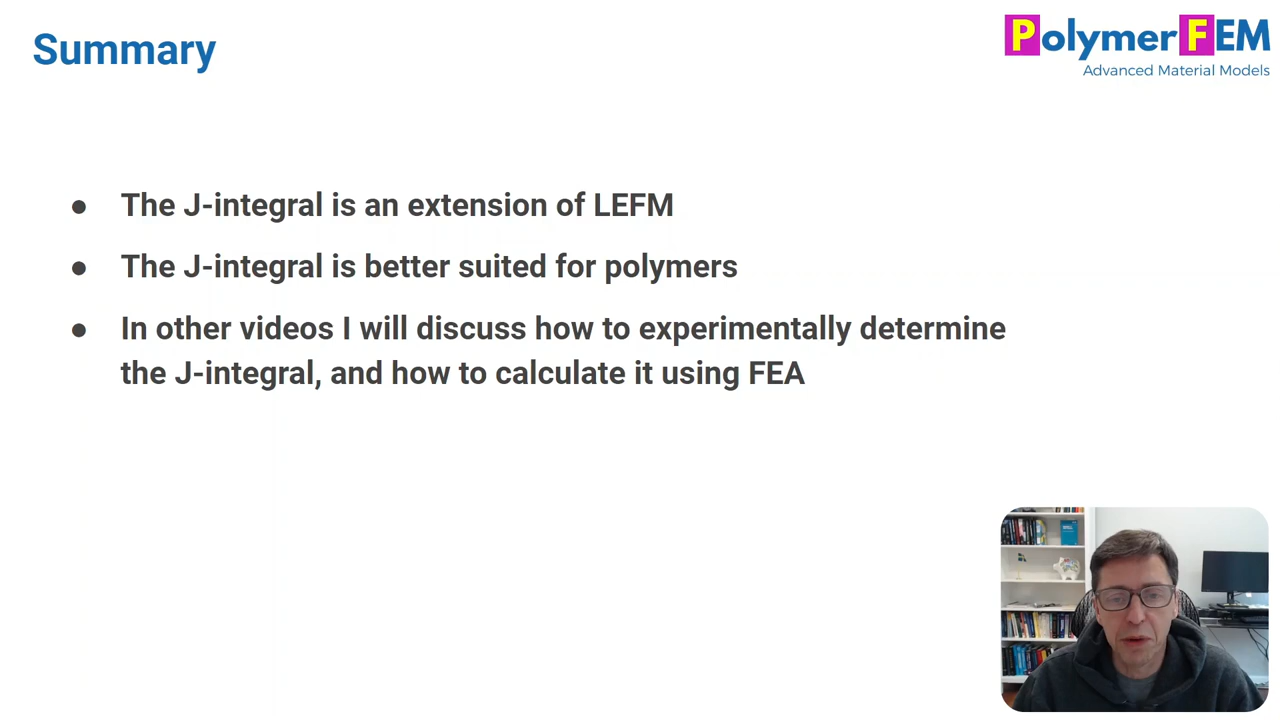 Summary
PolymerFEM
Advanced Material Models
● The J-integral is an extension of LEFM
● The J-integral is better suited for polymers
● In other videos I will discuss how to experimentally determine
the J-integral, and how to calculate it using FEA